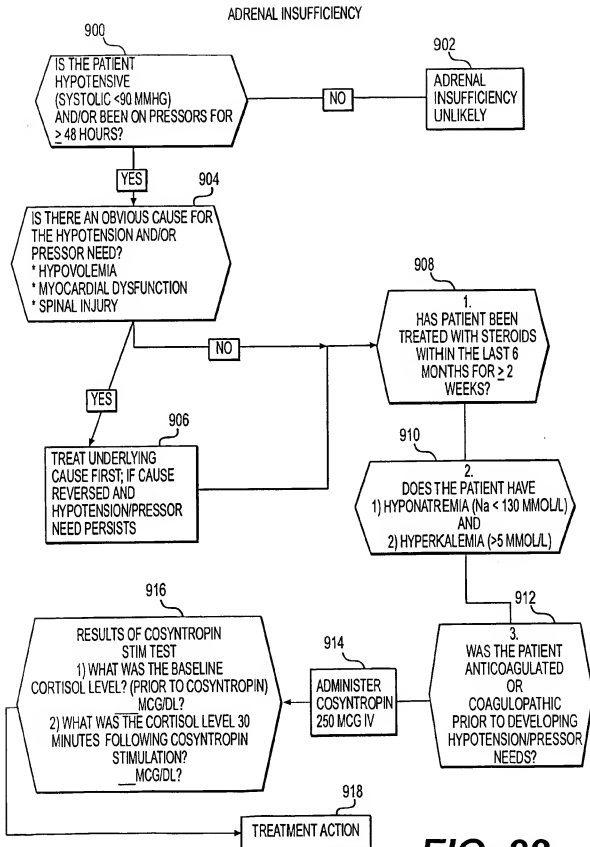 ADRENAL INSUFFICIENCY
900
IS THE PATIENT
HYPOTENSIVE
(SYSTOLIC <90 MMHG)
AND/OR BEEN ON PRESSORS FOR
≥ 48 HOURS?
NO
902
ADRENAL
INSUFFICIENCY
UNLIKELY
YES
904
IS THERE AN OBVIOUS CAUSE FOR
THE HYPOTENSION AND/OR
PRESSOR NEED?
* HYPOVOLEMIA
* MYOCARDIAL DYSFUNCTION
* SPINAL INJURY
NO
YES
906
TREAT UNDERLYING
CAUSE FIRST; IF CAUSE
REVERSED AND
HYPOTENSION/PRESSOR
NEED PERSISTS
908
1.
HAS PATIENT BEEN
TREATED WITH STEROIDS
WITHIN THE LAST 6
MONTHS FOR ≥ 2
WEEKS?
910
2.
DOES THE PATIENT HAVE
1) HYPONATREMIA (Na < 130 MMOL/L)
AND
2) HYPERKALEMIA (>5 MMOL/L)
912
3.
WAS THE PATIENT
ANTICOAGULATED
OR
COAGULOPATHIC
PRIOR TO DEVELOPING
HYPOTENSION/PRESSOR
NEEDS?
914
ADMINISTER
COSYNTROPIN
250 MCG IV
916
RESULTS OF COSYNTROPIN
STIM TEST
1) WHAT WAS THE BASELINE
CORTISOL LEVEL? (PRIOR TO COSYNTROPIN)
___MCG/DL?
2) WHAT WAS THE CORTISOL LEVEL 30
MINUTES FOLLOWING COSYNTROPIN
STIMULATION?
___MCG/DL?
918
TREATMENT ACTION
FIG.